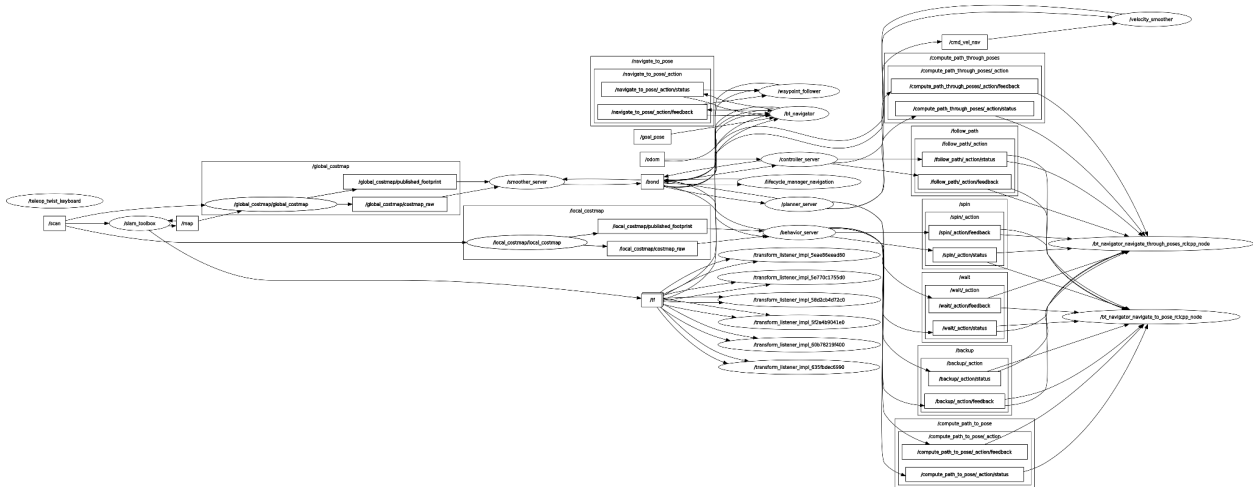 /velocity_smoother
/cmd_vel_nav
/navigate_to_pose
/navigate_to_pose/_action
/navigate_to_pose/_action/status
/navigate_to_pose/_action/feedback
/waypoint_follower
/bt_navigator
/goal_pose
/compute_path_through_poses
/compute_path_through_poses/_action
/compute_path_through_poses/_action/feedback
/compute_path_through_poses/_action/status
/follow_path
/follow_path/_action
/follow_path/_action/status
/follow_path/_action/feedback
/odom
/controller_server
/global_costmap
/global_costmap/published_footprint
/global_costmap/global_costmap
/global_costmap/costmap_raw
/smoother_server
/bond
/lifecycle_manager_navigation
/planner_server
/teleop_twist_keyboard
/scan
/slam_toolbox
/map
/local_costmap
/local_costmap/published_footprint
/local_costmap/local_costmap
/local_costmap/costmap_raw
/behavior_server
/spin
/spin/_action
/spin/_action/feedback
/spin/_action/status
/bt_navigator_navigate_through_poses_rclcpp_node
/tf
/transform_listener_impl_5e770c1755d0
/transform_listener_impl_5f2a4b9041e0
/transform_listener_impl_60b78219f400
/transform_listener_impl_635fbdec6990
/wait
/wait/_action
/wait/_action/feedback
/wait/_action/status
/bt_navigator_navigate_to_pose_rclcpp_node
/backup
/backup/_action
/backup/_action/status
/backup/_action/feedback
/compute_path_to_pose
/compute_path_to_pose/_action
/compute_path_to_pose/_action/feedback
/compute_path_to_pose/_action/status